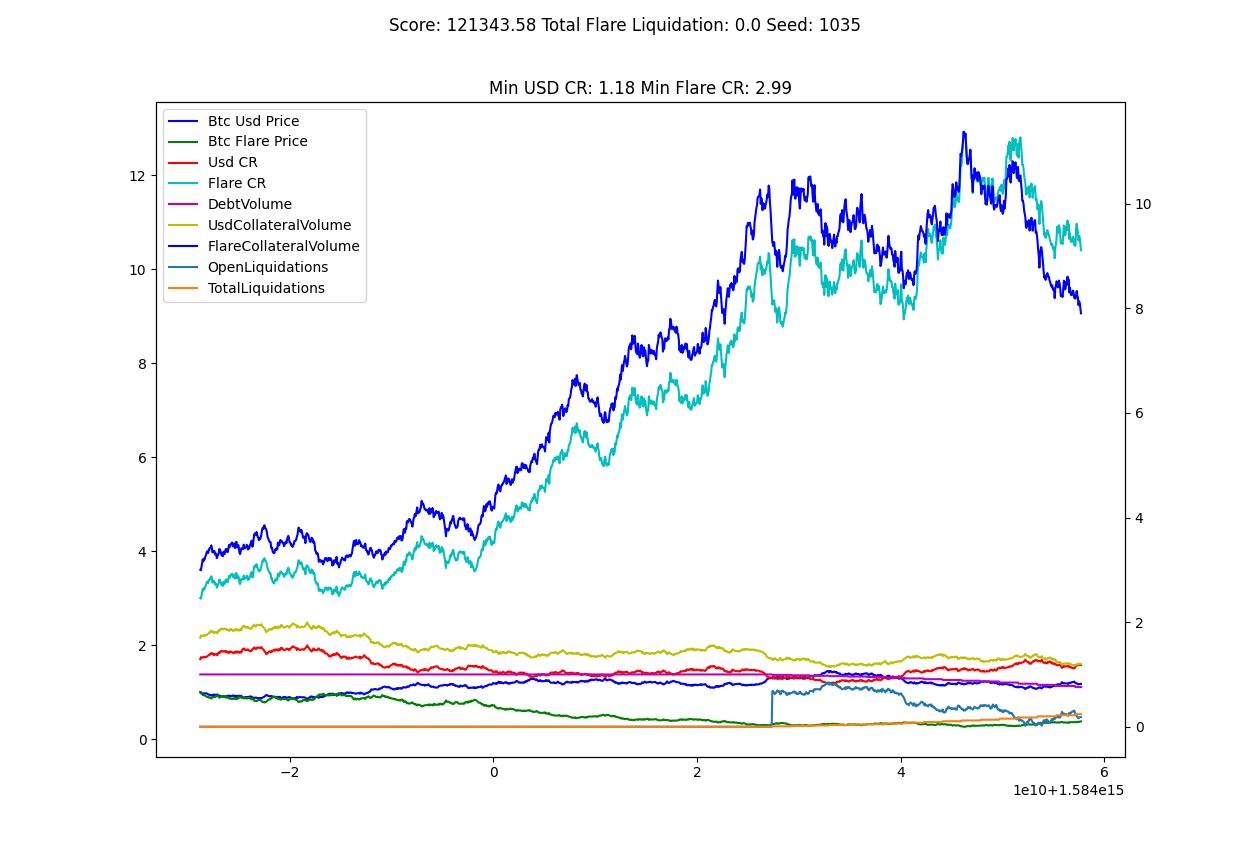 Score: 121343.58 Total Flare Liquidation: 0.0 Seed: 1035
Min USD CR: 1.18 Min Flare CR: 2.99
Btc Usd Price
Btc Flare Price
Usd CR
Flare CR
DebtVolume
UsdCollateralVolume
FlareCollateralVolume
OpenLiquidations
TotalLiquidations
12
10
8
6
4
2
0
10
8
6
4
2
0
−2
0
2
4
6
1e10+1.584e15